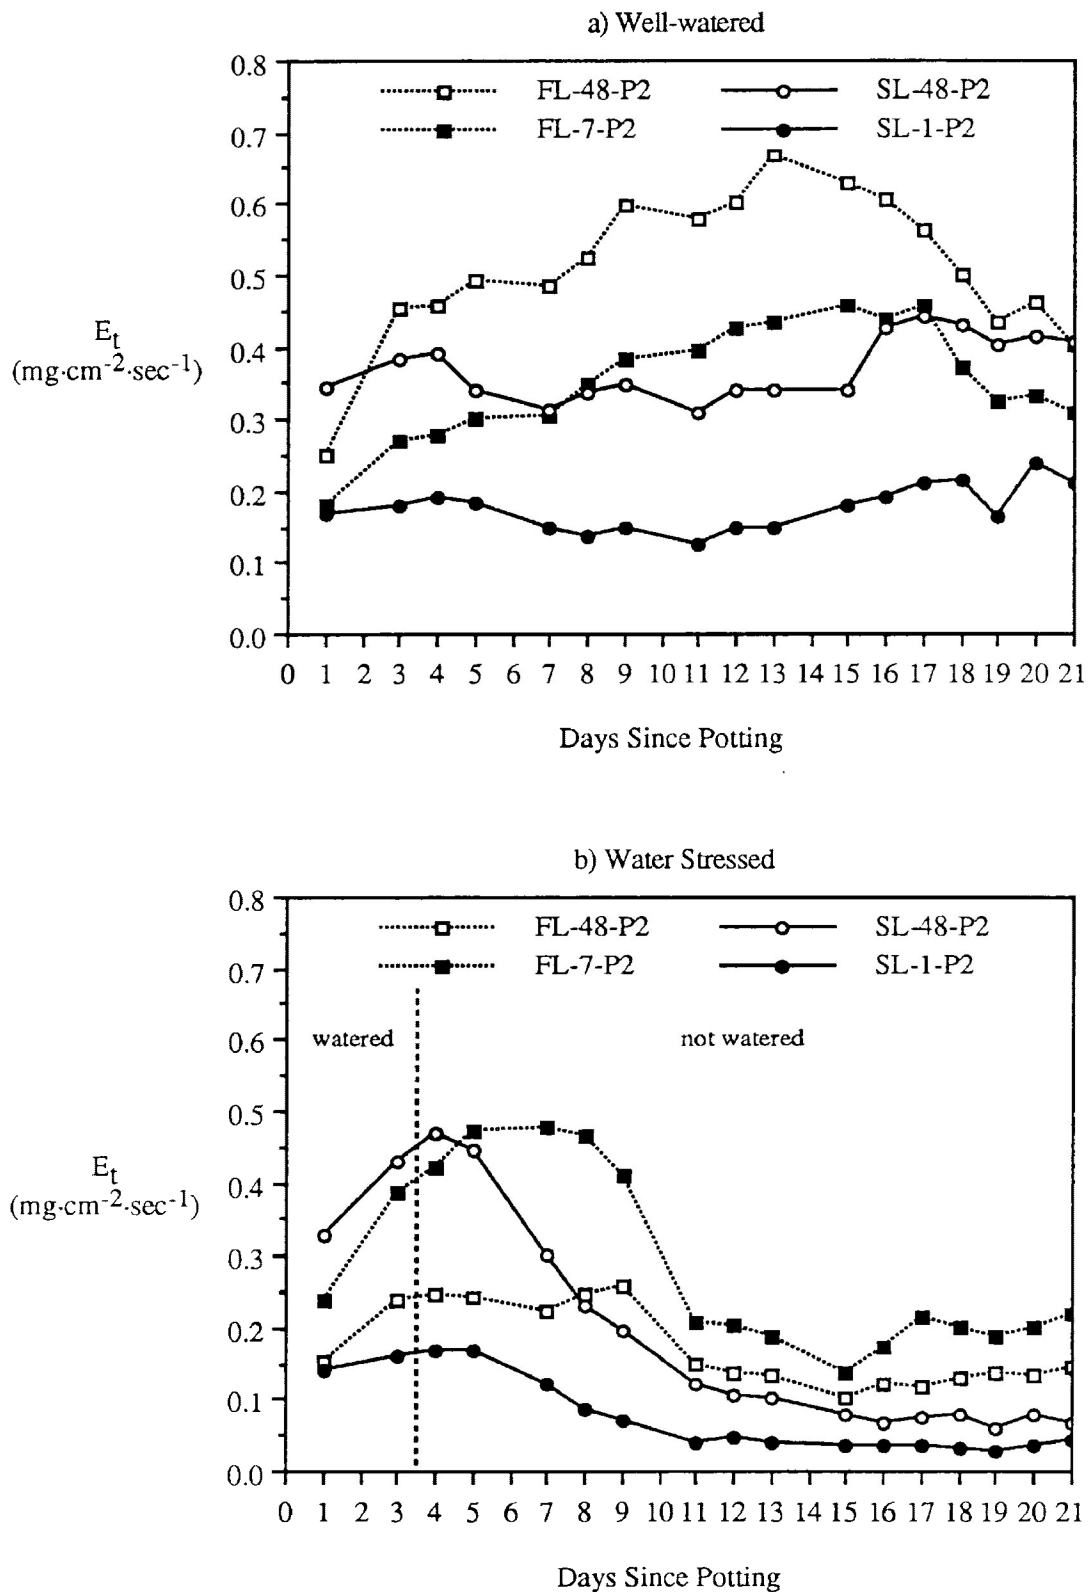 a) Well-watered
0.8
FL-48-P2 SL-48-P2
FL-7-P2 SL-1-P2
0.7
0.6
0.5
0.4
0.3
0.2
0.1
0.0
E_t
(mg·cm⁻²·sec⁻¹)
0 1 2 3 4 5 6 7 8 9 10 11 12 13 14 15 16 17 18 19 20 21
Days Since Potting
b) Water Stressed
0.8
FL-48-P2 SL-48-P2
FL-7-P2 SL-1-P2
0.7
watered not watered
0.6
0.5
0.4
0.3
0.2
0.1
0.0
E_t
(mg·cm⁻²·sec⁻¹)
0 1 2 3 4 5 6 7 8 9 10 11 12 13 14 15 16 17 18 19 20 21
Days Since Potting